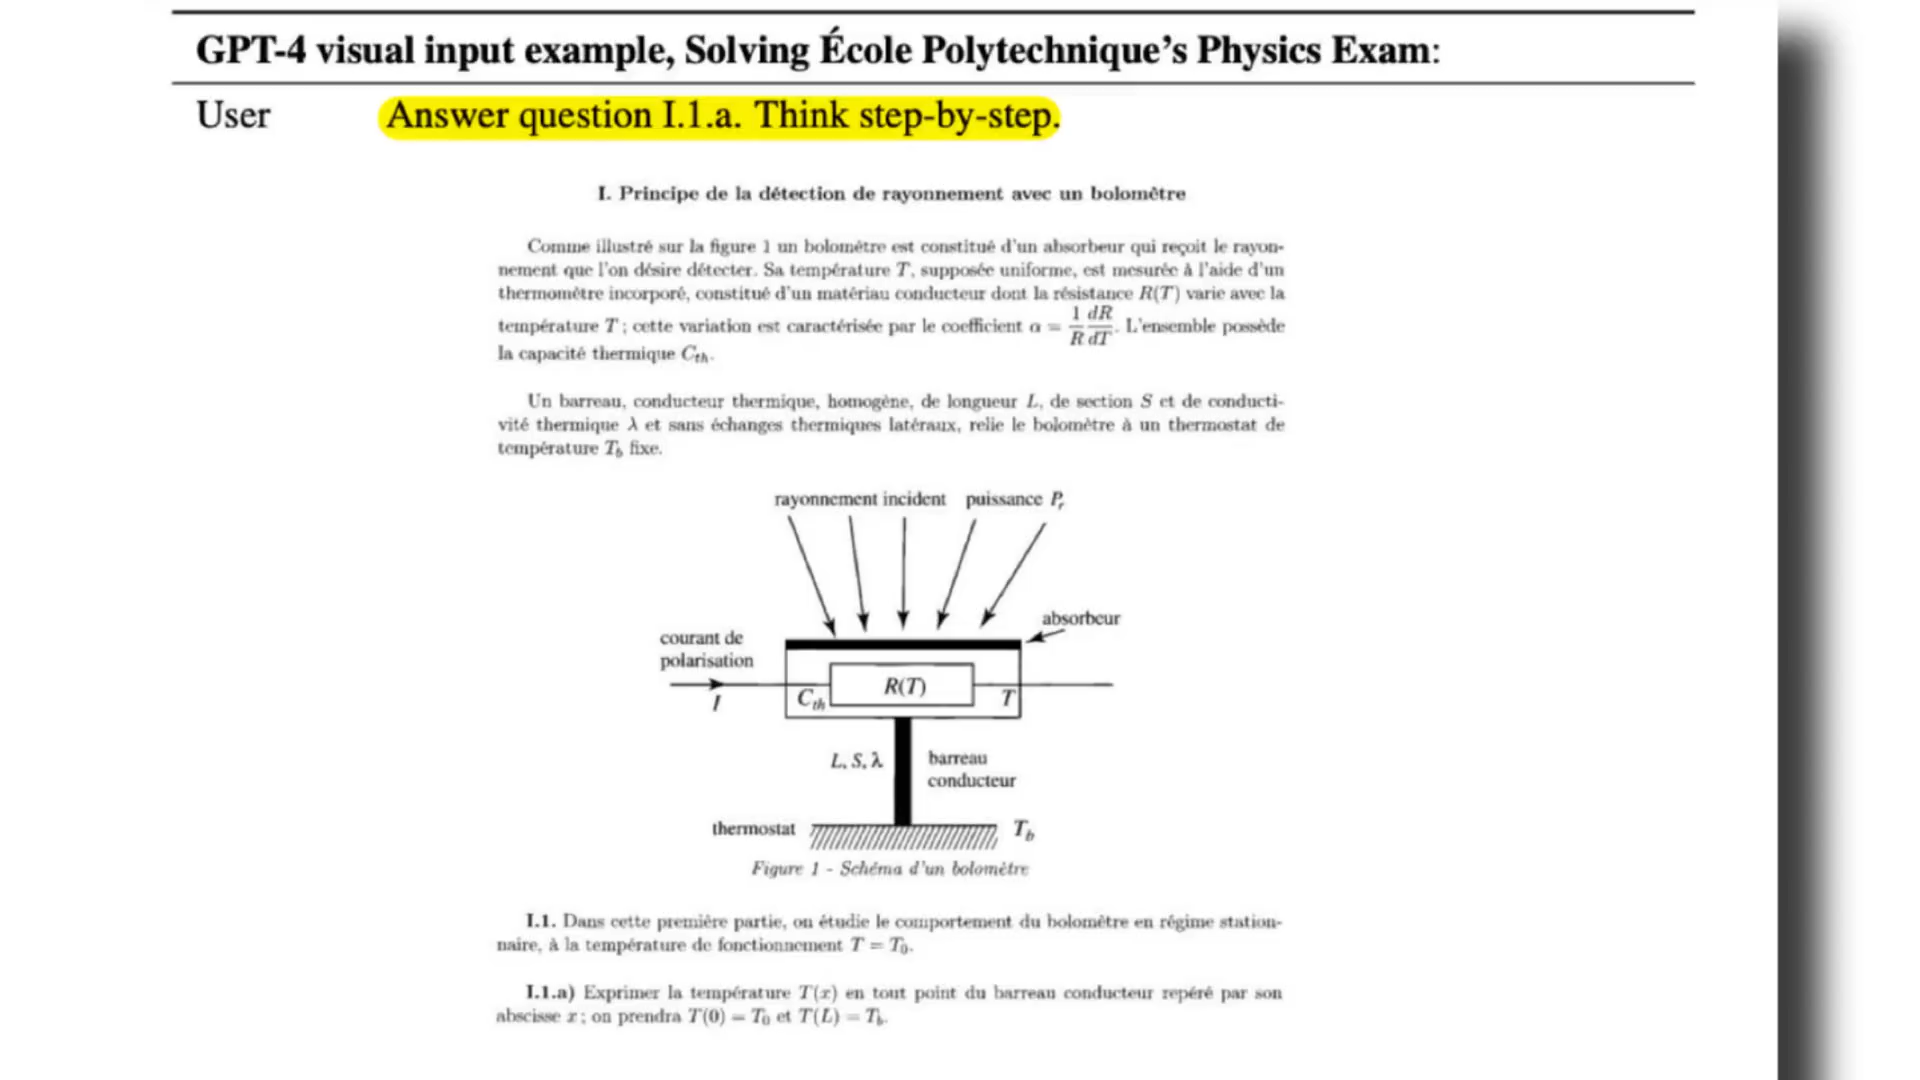 GPT-4 visual input example, Solving École Polytechnique's Physics Exam:
User Answer question I.1.a. Think step-by-step.
I. Principe de la détection de rayonnement avec un bolomètre
Comme illustré sur la figure 1 un bolomètre est constitué d'un absorbeur qui reçoit le rayon-
nement que l'on désire détecter. Sa température T, supposée uniforme, est mesurée à l'aide d'un
thermomètre incorporé, constitué d'un matériau conducteur dont la résistance R(T) varie avec la
température T ; cette variation est caractérisée par le coefficient α = 1/R dR/dT. L'ensemble possède
la capacité thermique Cth.
Un barreau, conducteur thermique, homogène, de longueur L, de section S et de conducti-
vité thermique λ et sans échanges thermiques latéraux, relie le bolomètre à un thermostat de
température Tb fixe.
rayonnement incident puissance Pr
absorbeur
courant de
polarisation
I
Cth R(T) T
L, S, λ
barreau
conducteur
thermostat Tb
Figure 1 - Schéma d'un bolomètre
I.1. Dans cette première partie, on étudie le comportement du bolomètre en régime station-
naire, à la température de fonctionnement T = T0.
I.1.a) Exprimer la température T(x) en tout point du barreau conducteur repéré par son
abscisse x ; on prendra T(0) = T0 et T(L) = Tb.